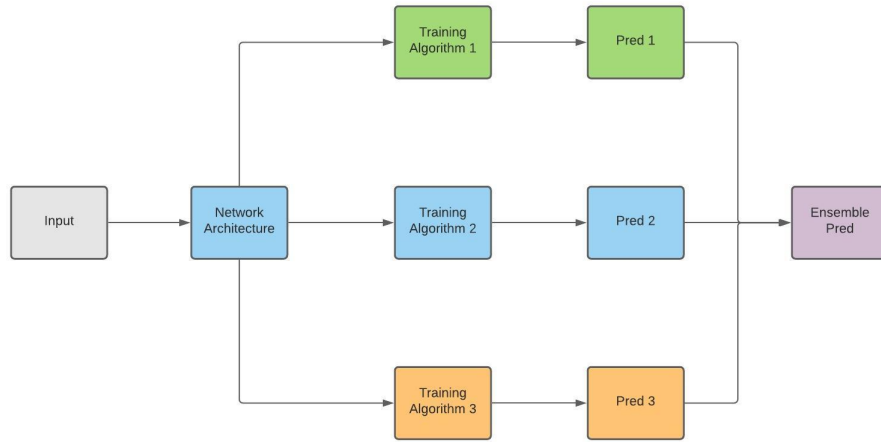 Training
Algorithm 1
Pred 1
Input
Network
Architecture
Training
Algorithm 2
Pred 2
Ensemble
Pred
Training
Algorithm 3
Pred 3